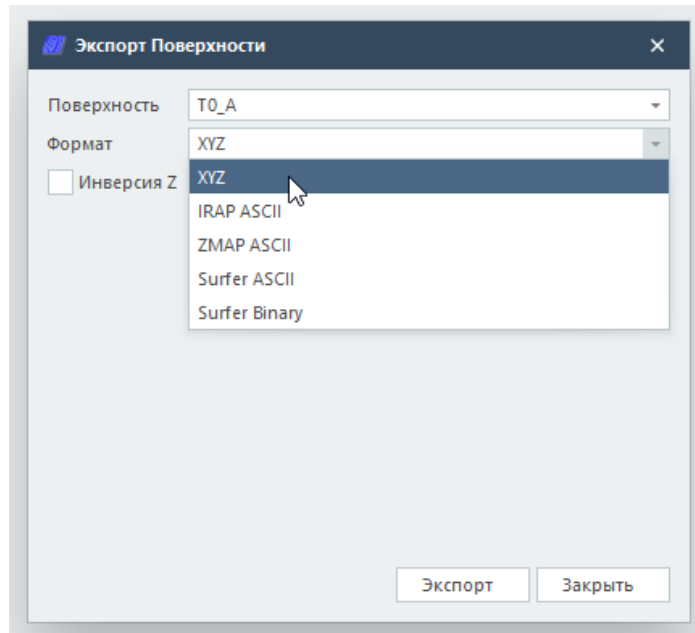 Экспорт Поверхности
Поверхность T0_A
Формат XYZ
Инверсия Z XYZ
IRAP ASCII
ZMAP ASCII
Surfer ASCII
Surfer Binary
Экспорт Закрыть